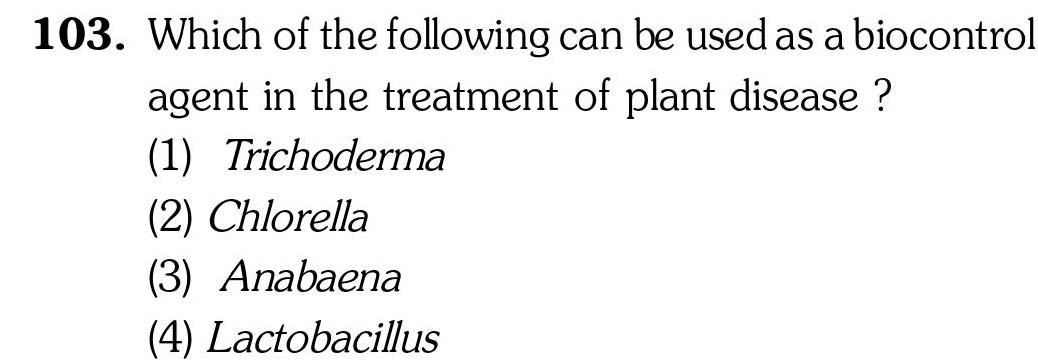 103. Which of the following can be used as a biocontrol
agent in the treatment of plant disease ?
(1) Trichoderma
(2) Chlorella
(3) Anabaena
(4) Lactobacillus